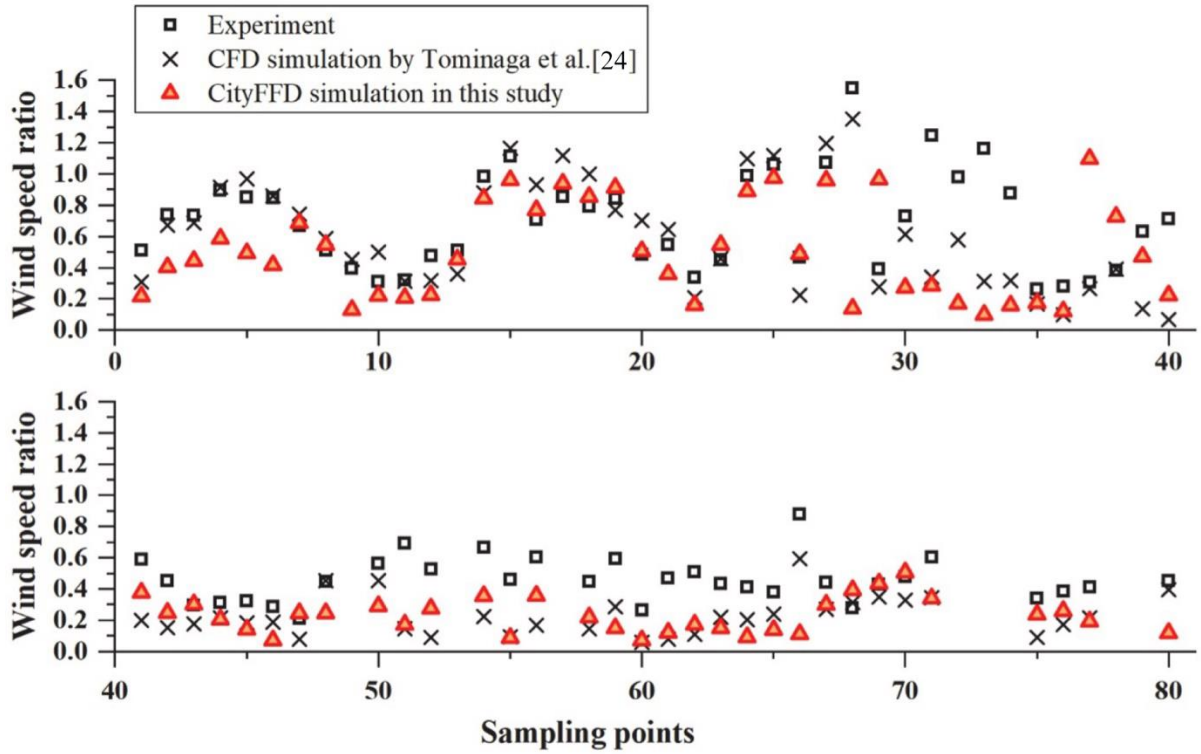 Experiment
CFD simulation by Tominaga et al.[24]
CityFFD simulation in this study
Wind speed ratio
1.6
1.4
1.2
1.0
0.8
0.6
0.4
0.2
0.0
0 10 20 30 40
Wind speed ratio
1.6
1.4
1.2
1.0
0.8
0.6
0.4
0.2
0.0
40 50 60 70 80
Sampling points